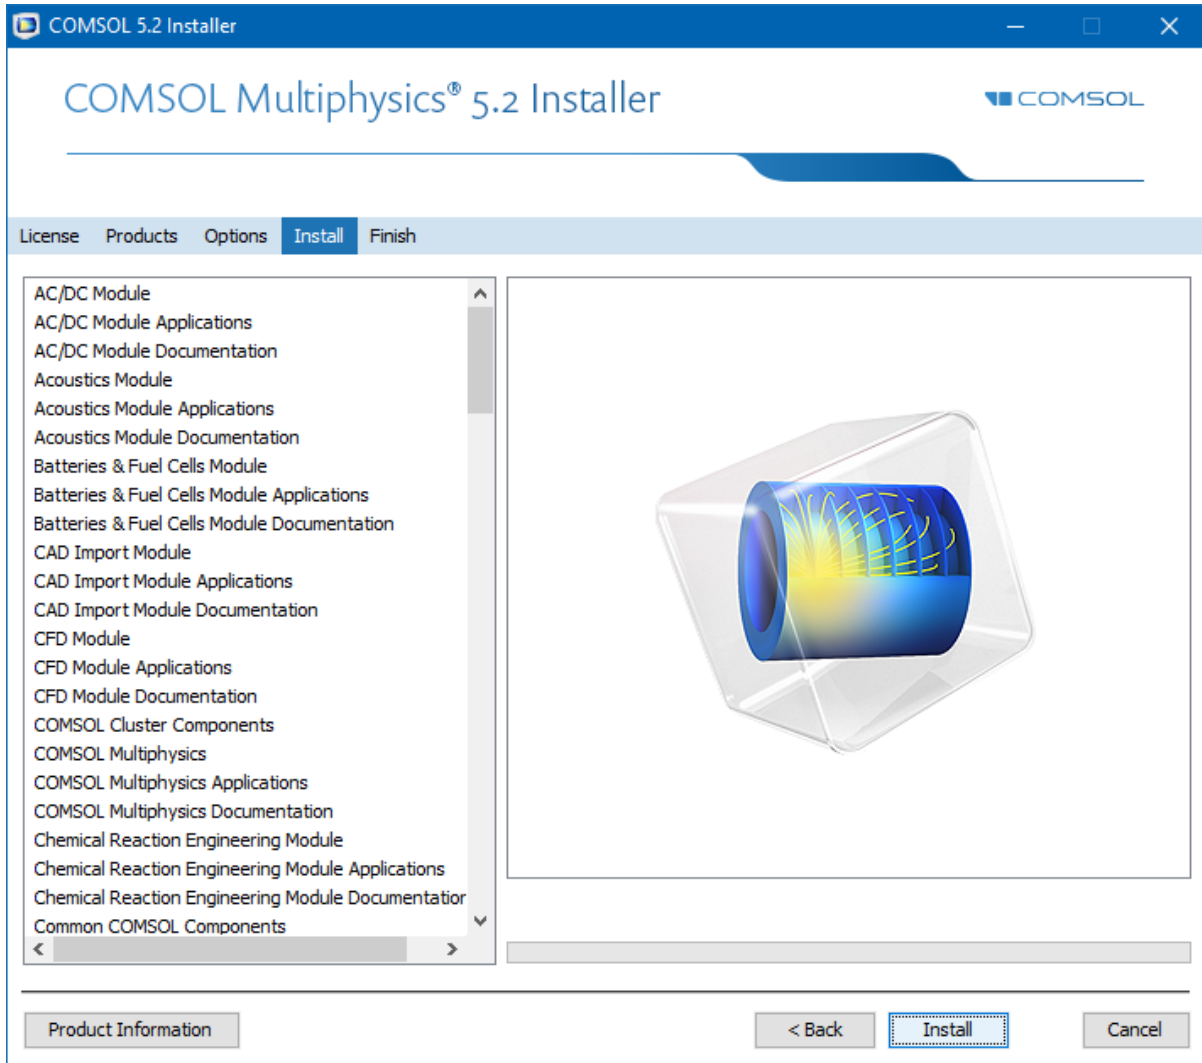 COMSOL 5.2 Installer
COMSOL Multiphysics® 5.2 Installer
COMSOL
License Products Options Install Finish
AC/DC Module
AC/DC Module Applications
AC/DC Module Documentation
Acoustics Module
Acoustics Module Applications
Acoustics Module Documentation
Batteries & Fuel Cells Module
Batteries & Fuel Cells Module Applications
Batteries & Fuel Cells Module Documentation
CAD Import Module
CAD Import Module Applications
CAD Import Module Documentation
CFD Module
CFD Module Applications
CFD Module Documentation
COMSOL Cluster Components
COMSOL Multiphysics
COMSOL Multiphysics Applications
COMSOL Multiphysics Documentation
Chemical Reaction Engineering Module
Chemical Reaction Engineering Module Applications
Chemical Reaction Engineering Module Documentation
Common COMSOL Components
Product Information
< Back
Install
Cancel